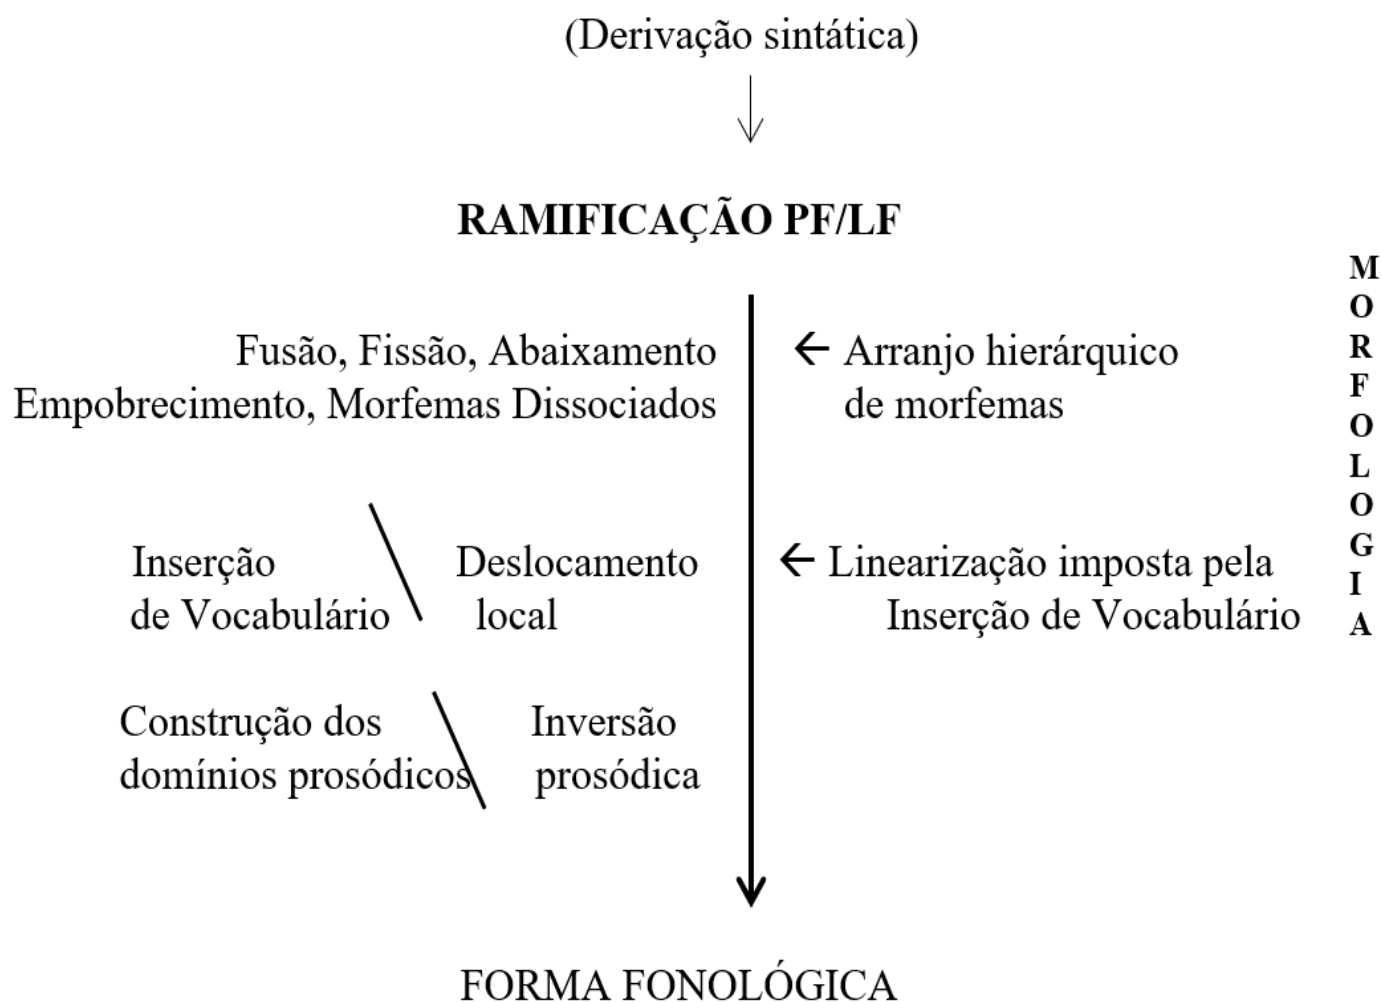 (Derivação sintática)
RAMIFICAÇÃO PF/LF
Fusão, Fissão, Abaixamento
Empobrecimento, Morfemas Dissociados
← Arranjo hierárquico
de morfemas
Inserção
de Vocabulário
Deslocamento
local
← Linearização imposta pela
Inserção de Vocabulário
Construção dos
domínios prosódicos
Inversão
prosódica
FORMA FONOLÓGICA
M
O
R
F
O
L
O
G
I
A